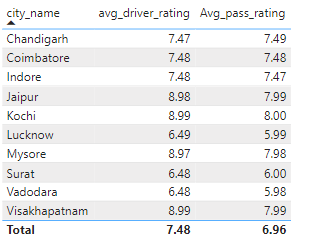 city_name avg_driver_rating Avg_pass_rating
Chandigarh 7.47 7.49
Coimbatore 7.48 7.48
Indore 7.48 7.47
Jaipur 8.98 7.99
Kochi 8.99 8.00
Lucknow 6.49 5.99
Mysore 8.97 7.98
Surat 6.48 6.00
Vadodara 6.48 5.98
Visakhapatnam 8.99 7.99
Total 7.48 6.96